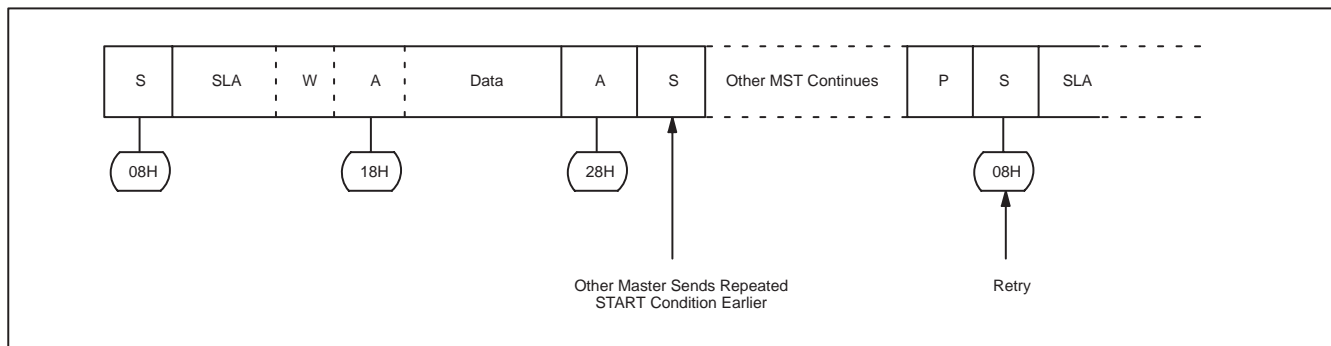 S SLA W A Data A S Other MST Continues P S SLA
08H 18H 28H 08H
Other Master Sends Repeated
START Condition Earlier
Retry